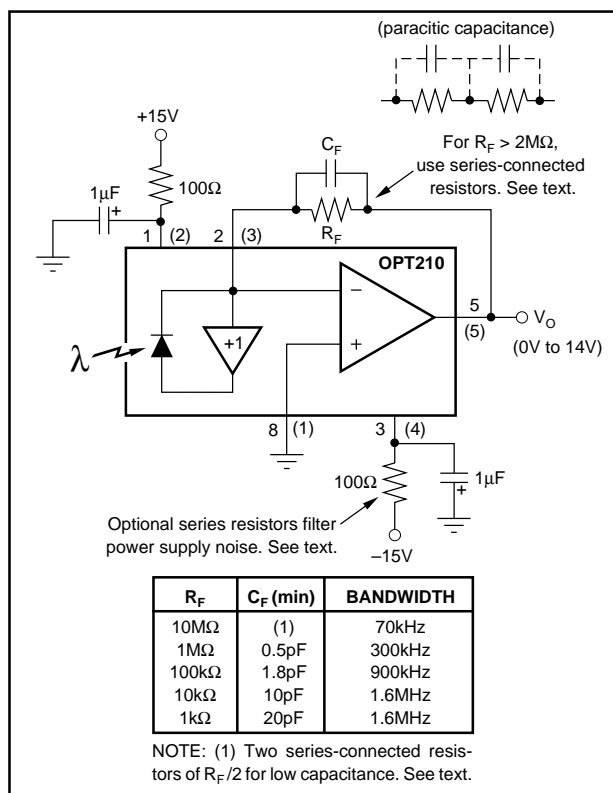 (paracitic capacitance)
+15V
100Ω
1µF
+
C_F
R_F
For R_F > 2MΩ,
use series-connected
resistors. See text.
1 (2)
2 (3)
OPT210
λ
+1
–
+
5
(5)
V_O
(0V to 14V)
8 (1)
3 (4)
100Ω
1µF
+
–15V
Optional series resistors filter
power supply noise. See text.
R_F C_F (min) BANDWIDTH
10MΩ (1) 70kHz
1MΩ 0.5pF 300kHz
100kΩ 1.8pF 900kHz
10kΩ 10pF 1.6MHz
1kΩ 20pF 1.6MHz
NOTE: (1) Two series-connected resis-
tors of R_F/2 for low capacitance. See text.